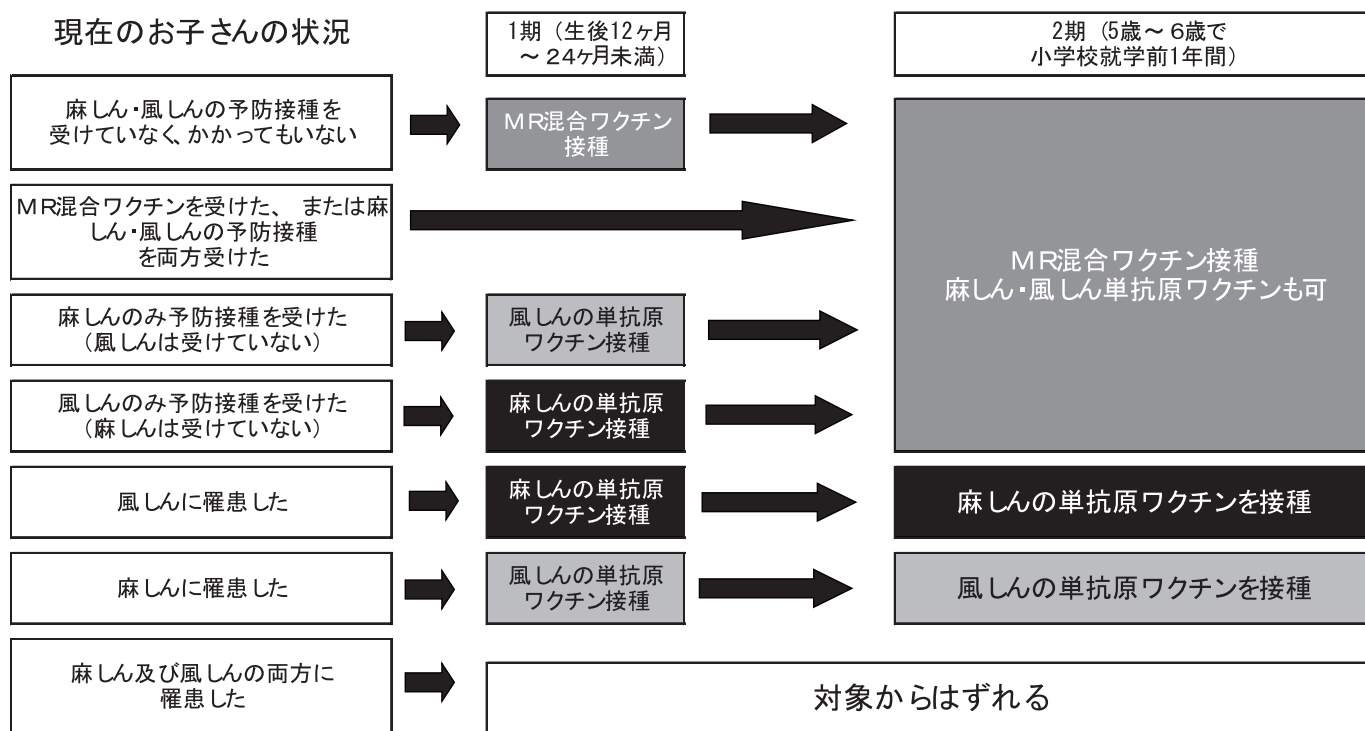 現在のお子さんの状況
1期（生後12ヶ月
～２４ヶ月未満）
2期（5歳～６歳で
小学校就学前1年間）
麻しん・風しんの予防接種を
受けていなく、かかってもいない
ＭＲ混合ワクチン
接種
ＭＲ混合ワクチンを受けた、 または麻
しん・風しんの予防接種
を両方受けた
ＭＲ混合ワクチン接種
麻しん・風しん単抗原ワクチンも可
麻しんのみ予防接種を受けた
（風しんは受けていない）
風しんの単抗原
ワクチン接種
風しんのみ予防接種を受けた
（麻しんは受けていない）
麻しんの単抗原
ワクチン接種
風しんに罹患した
麻しんの単抗原
ワクチン接種
麻しんの単抗原ワクチンを接種
麻しんに罹患した
風しんの単抗原
ワクチン接種
風しんの単抗原ワクチンを接種
麻しん及び風しんの両方に
罹患した
対象からはずれる